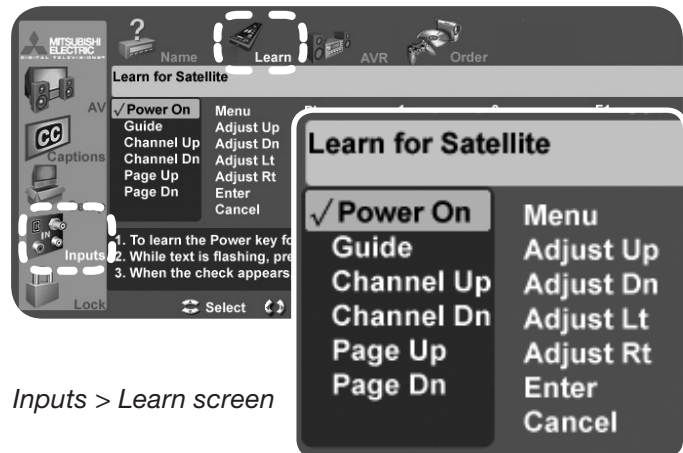 MITSUBISHI
ELECTRIC
DIGITAL TELEVISIONS
?
Name
Learn
AVR
Order
Learn for Satellite
AV
CC
Captions
IN
Inputs
Lock
√ Power On
Guide
Channel Up
Channel Dn
Page Up
Page Dn
Menu
Adjust Up
Adjust Dn
Adjust Lt
Adjust Rt
Enter
Cancel
1. To learn the Power key
2. While text is flashing,
3. When the check appears
Select
Learn for Satellite
√ Power On
Guide
Channel Up
Channel Dn
Page Up
Page Dn
Menu
Adjust Up
Adjust Dn
Adjust Lt
Adjust Rt
Enter
Cancel
Inputs > Learn screen